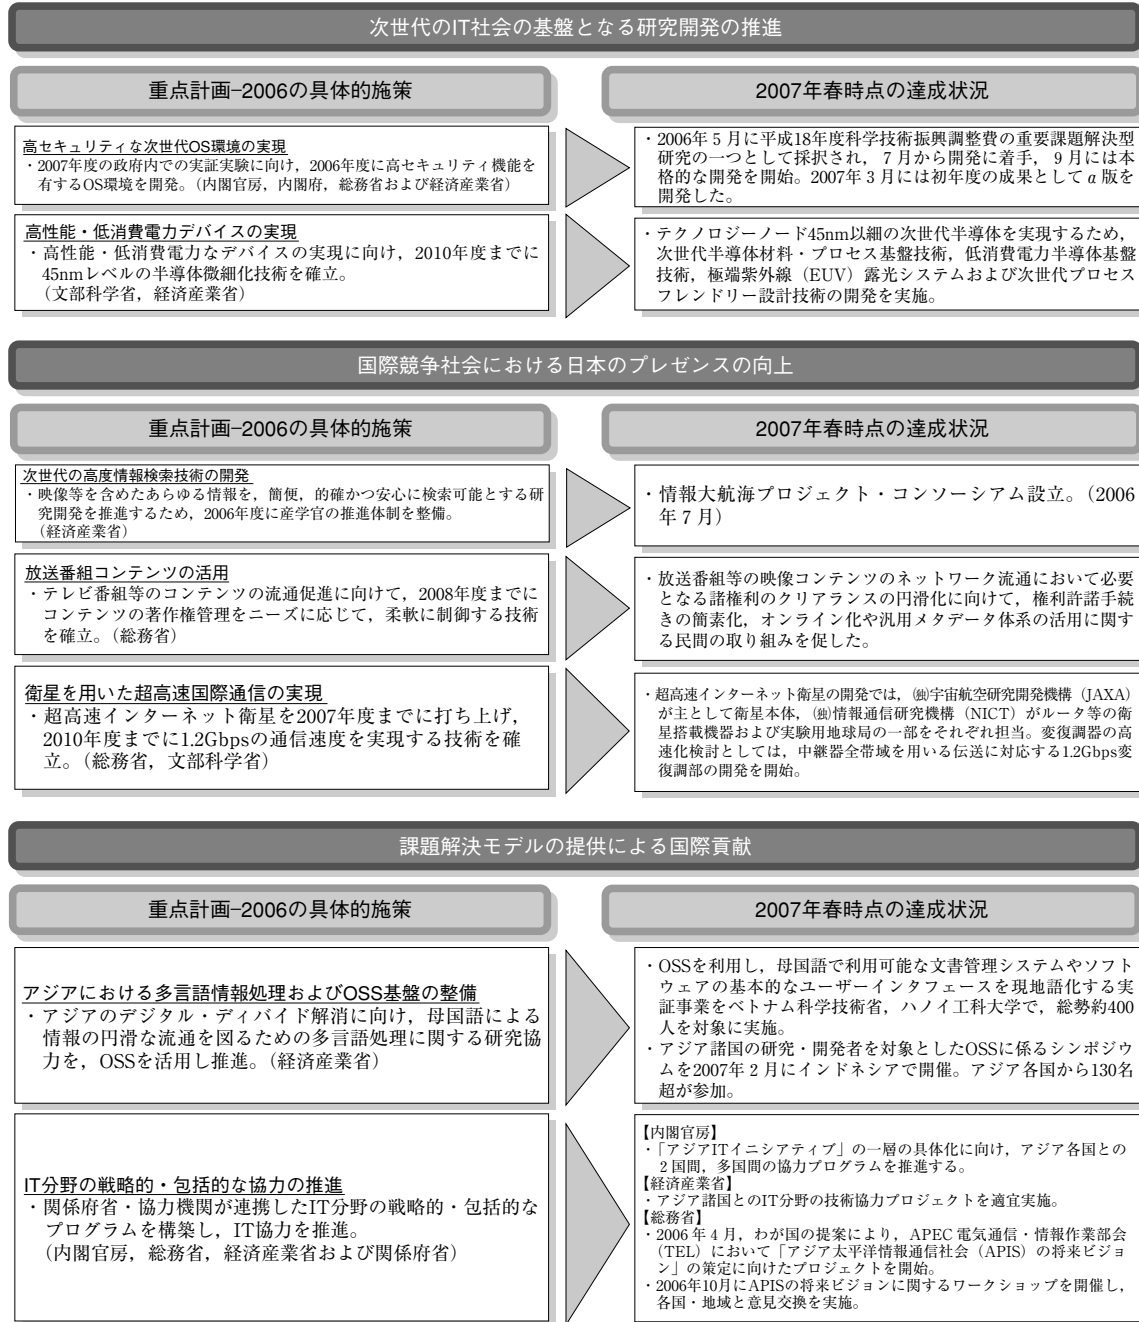 次世代のIT社会の基盤となる研究開発の推進
重点計画−2006の具体的施策
2007年春時点の達成状況
高セキュリティな次世代OS環境の実現
・2007年度の政府内での実証実験に向け，2006年度に高セキュリティ機能を
有するOS環境を開発。（内閣官房，内閣府，総務省および経済産業省）
・2006年５月に平成18年度科学技術振興調整費の重要課題解決型
研究の一つとして採択され，７月から開発に着手，９月には本
格的な開発を開始。2007年３月には初年度の成果としてα版を
開発した。
高性能・低消費電力デバイスの実現
・高性能・低消費電力なデバイスの実現に向け，2010年度までに
45nmレベルの半導体微細化技術を確立。
（文部科学省，経済産業省）
・テクノロジーノード45nm以細の次世代半導体を実現するため，
次世代半導体材料・プロセス基盤技術，低消費電力半導体基盤
技術，極端紫外線（EUV）露光システムおよび次世代プロセス
フレンドリー設計技術の開発を実施。
国際競争社会における日本のプレゼンスの向上
重点計画−2006の具体的施策
2007年春時点の達成状況
次世代の高度情報検索技術の開発
・映像等を含めたあらゆる情報を，簡便，的確かつ安心に検索可能とする研
究開発を推進するため，2006年度に産学官の推進体制を整備。
（経済産業省）
・情報大航海プロジェクト・コンソーシアム設立。（2006
年７月）
放送番組コンテンツの活用
・テレビ番組等のコンテンツの流通促進に向けて，2008年度までに
コンテンツの著作権管理をニーズに応じて，柔軟に制御する技術
を確立。（総務省）
・放送番組等の映像コンテンツのネットワーク流通において必要
となる諸権利のクリアランスの円滑化に向けて，権利許諾手続
きの簡素化，オンライン化や汎用メタデータ体系の活用に関す
る民間の取り組みを促した。
衛星を用いた超高速国際通信の実現
・超高速インターネット衛星を2007年度までに打ち上げ，
2010年度までに1.2Gbpsの通信速度を実現する技術を確
立。（総務省，文部科学省）
・超高速インターネット衛星の開発では，㈵宇宙航空研究開発機構（JAXA）
が主として衛星本体，㈵情報通信研究機構（NICT）がルータ等の衛
星搭載機器および実験用地球局の一部をそれぞれ担当。変復調器の高
速化検討としては，中継器全帯域を用いる伝送に対応する1.2Gbps変
復調部の開発を開始。
課題解決モデルの提供による国際貢献
重点計画−2006の具体的施策
2007年春時点の達成状況
アジアにおける多言語情報処理およびOSS基盤の整備
・アジアのデジタル・ディバイド解消に向け，母国語による
情報の円滑な流通を図るための多言語処理に関する研究協
力を，OSSを活用し推進。（経済産業省）
・OSSを利用し，母国語で利用可能な文書管理システムやソフト
ウェアの基本的なユーザーインタフェースを現地語化する実
証事業をベトナム科学技術省，ハノイ工科大学で，総勢約400
人を対象に実施。
・アジア諸国の研究・開発者を対象としたOSSに係るシンポジウ
ムを2007年２月にインドネシアで開催。アジア各国から130名
超が参加。
IT分野の戦略的・包括的な協力の推進
・関係府省・協力機関が連携したIT分野の戦略的・包括的な
プログラムを構築し，IT協力を推進。
（内閣官房，総務省，経済産業省および関係府省）
【内閣官房】
・「アジアITイニシアティブ」の一層の具体化に向け，アジア各国との
２国間，多国間の協力プログラムを推進する。
【経済産業省】
・アジア諸国とのIT分野の技術協力プロジェクトを適宜実施。
【総務省】
・2006 年４月，わが国の提案により，APEC 電気通信・情報作業部会
（TEL）において「アジア太平洋情報通信社会（APIS）の将来ビジョ
ン」の策定に向けたプロジェクトを開始。
・2006年10月にAPISの将来ビジョンに関するワークショップを開催し，
各国・地域と意見交換を実施。